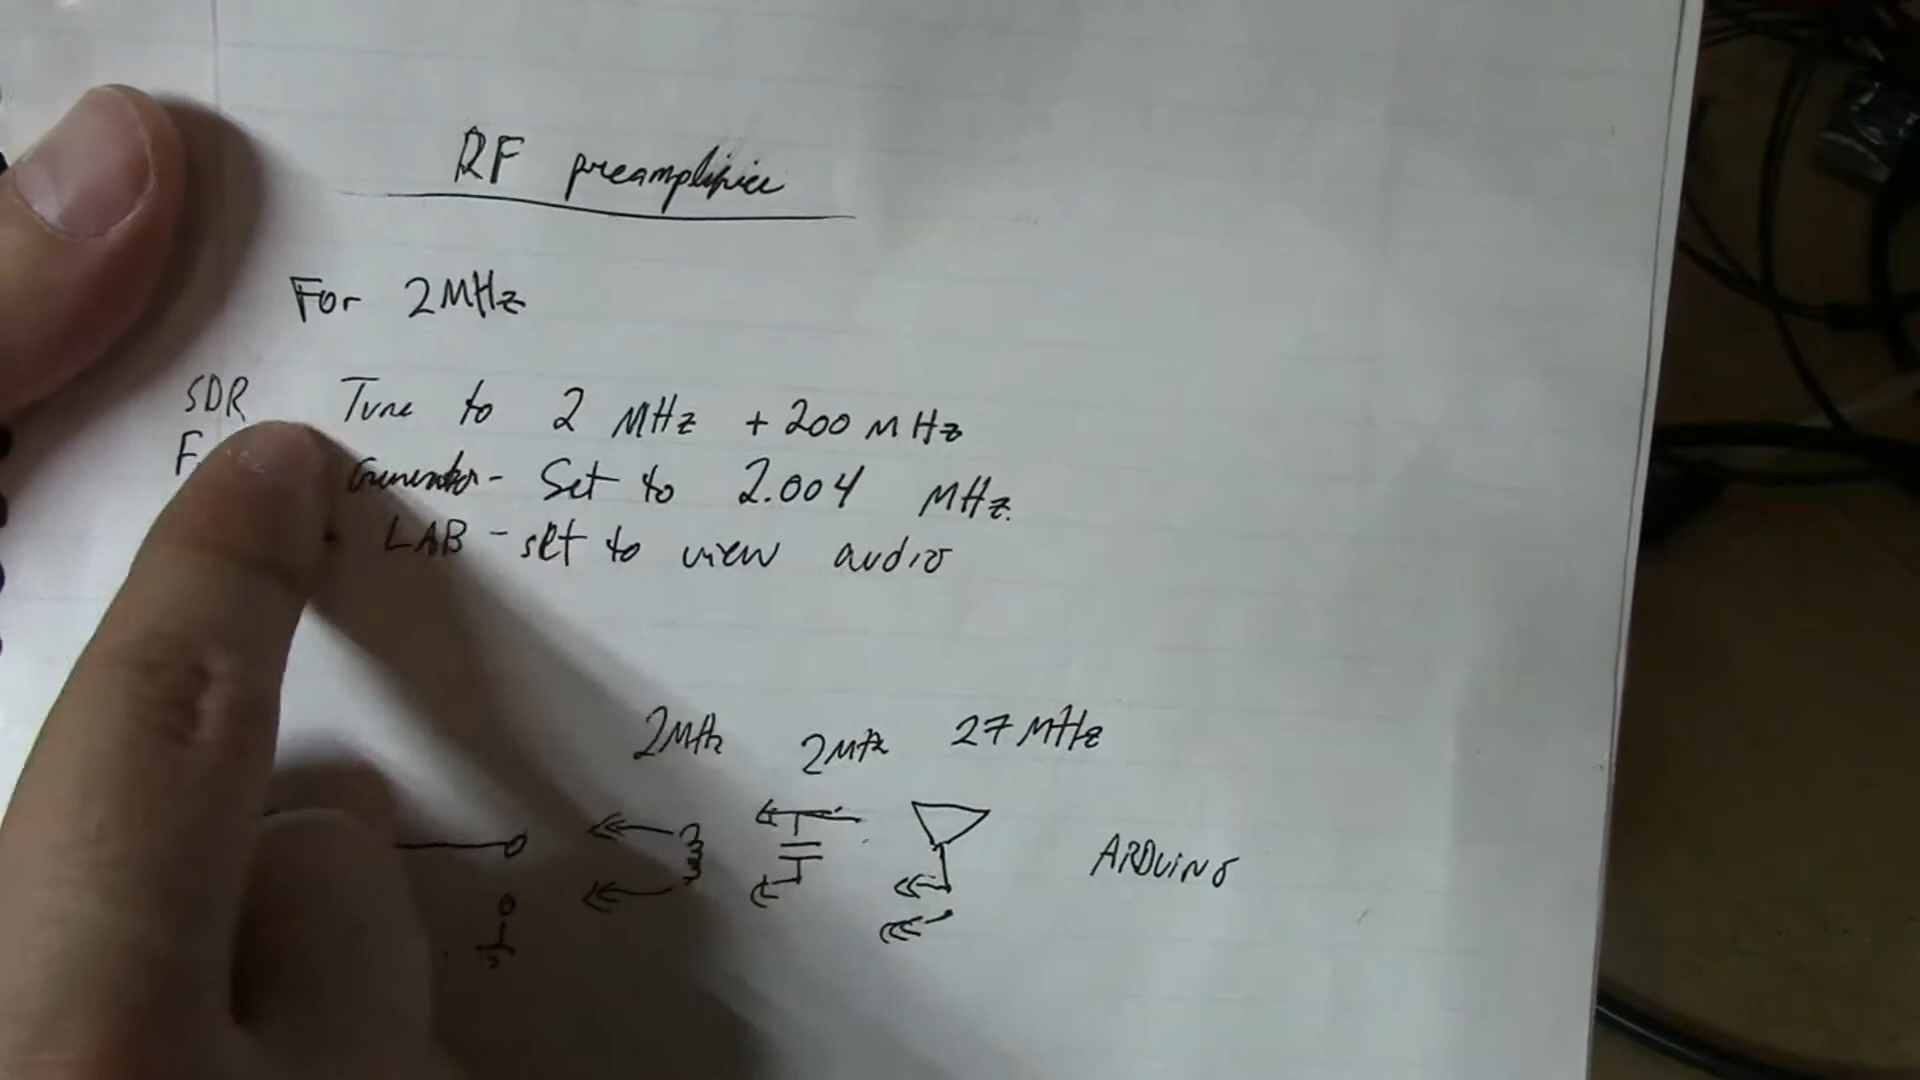 RF preamplifier
For 2MHz
SDR Tune to 2 MHz + 200 MHz
Generator - Set to 2.004 MHz.
LAB - set to view audio
2MHz 2MHz 27 MHz
ARDUINO